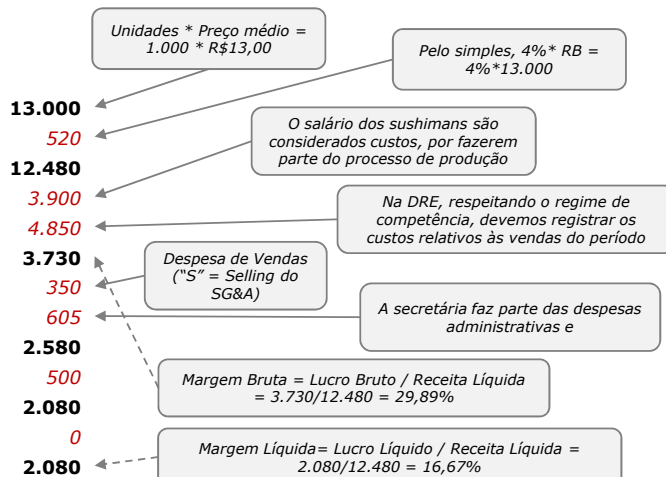 Unidades * Preço médio =
1.000 * R$13,00
Pelo simples, 4%* RB =
4%*13.000
13.000
520
12.480
3.900
4.850
3.730
350
605
2.580
500
2.080
0
2.080
O salário dos sushimans são
considerados custos, por fazerem
parte do processo de produção
Na DRE, respeitando o regime de
competência, devemos registrar os
custos relativos às vendas do período
Despesa de Vendas
("S" = Selling do
SG&A)
A secretária faz parte das despesas
administrativas e
Margem Bruta = Lucro Bruto / Receita Líquida
= 3.730/12.480 = 29,89%
Margem Líquida= Lucro Líquido / Receita Líquida =
2.080/12.480 = 16,67%